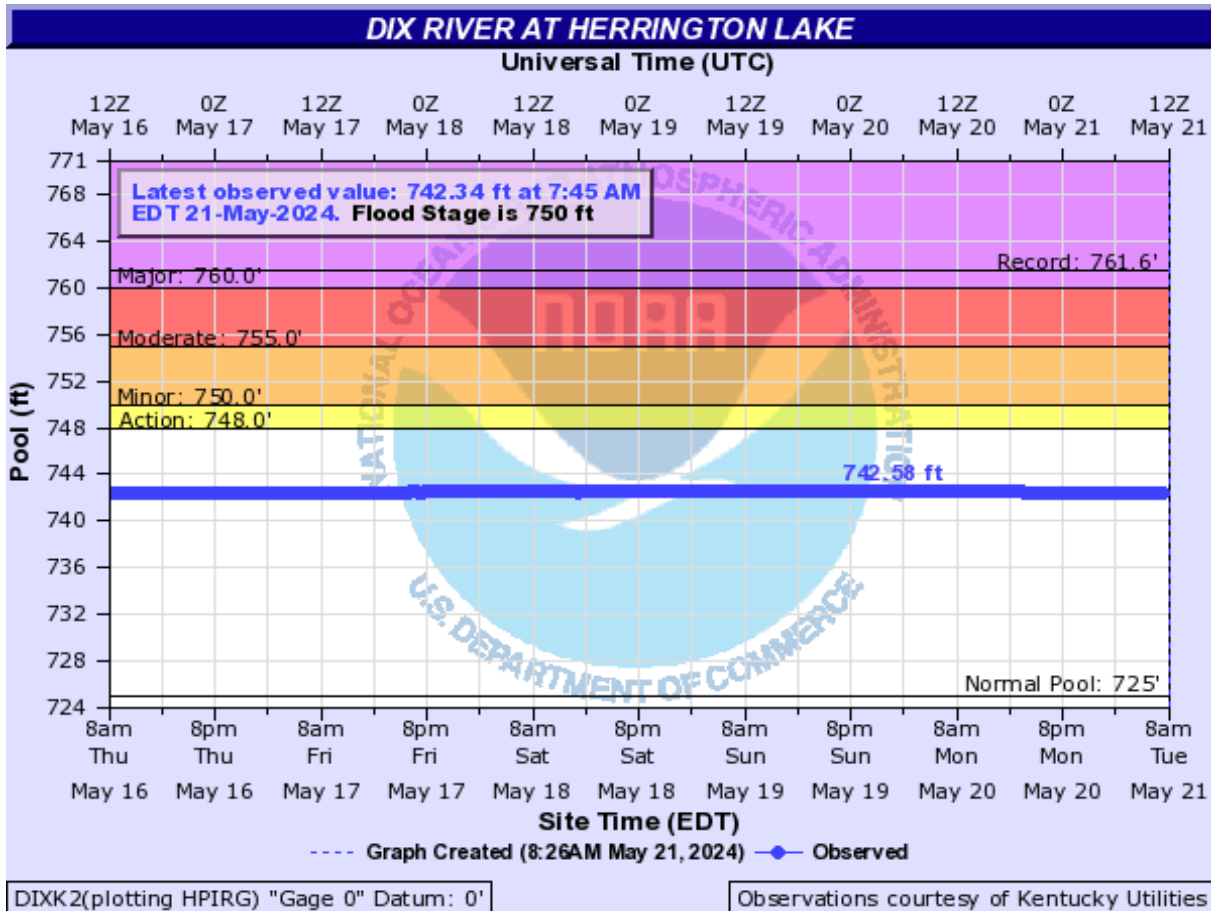 DIX RIVER AT HERRINGTON LAKE
Universal Time (UTC)
12Z 0Z 12Z 0Z 12Z 0Z 12Z 0Z 12Z 0Z 12Z
May 16 May 17 May 17 May 18 May 18 May 19 May 19 May 20 May 20 May 21 May 21
771
Latest observed value: 742.34 ft at 7:45 AM
EDT 21-May-2024. Flood Stage is 750 ft
768
764
Record: 761.6'
Major: 760.0'
760
756
Moderate: 755.0'
752
Minor: 750.0'
Action: 748.0'
748
744
742.58 ft
740
736
732
728
Normal Pool: 725'
724
Pool (ft)
NATIONAL OCEANIC AND ATMOSPHERIC ADMINISTRATION
NOAA
U.S. DEPARTMENT OF COMMERCE
8am 8pm 8am 8pm 8am 8pm 8am 8pm 8am 8pm 8am
Thu Thu Fri Fri Sat Sat Sun Sun Mon Mon Tue
May 16 May 16 May 17 May 17 May 18 May 18 May 19 May 19 May 20 May 20 May 21
Site Time (EDT)
Graph Created (8:26AM May 21, 2024) Observed
DIXK2(plotting HPIRG) "Gage 0" Datum: 0'
Observations courtesy of Kentucky Utilities